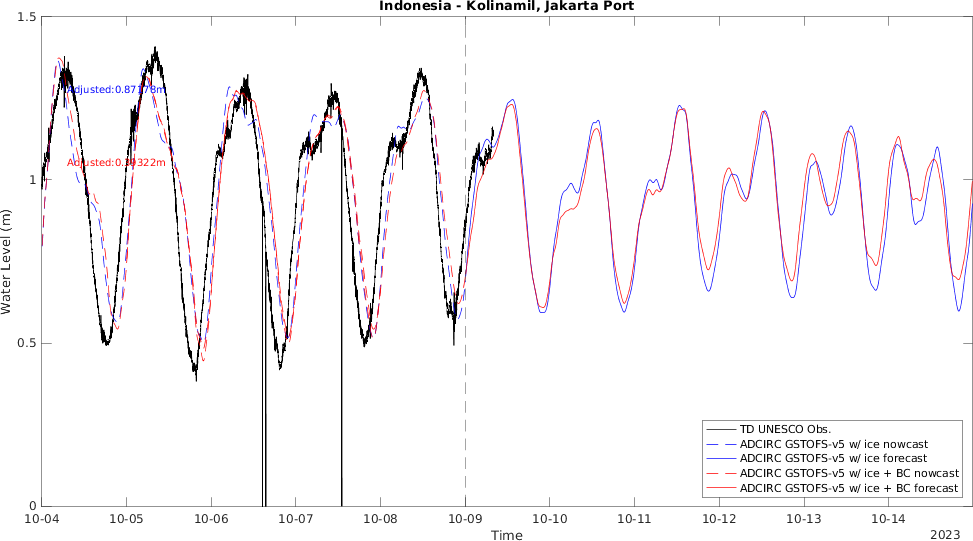 Indonesia - Kolinamil, Jakarta Port
1.5
1
0.5
0
Water Level (m)
Adjusted:0.87178m
TD UNESCO Obs.
ADCIRC GSTOFS-v5 w/ ice nowcast
ADCIRC GSTOFS-v5 w/ ice forecast
ADCIRC GSTOFS-v5 w/ ice + BC nowcast
ADCIRC GSTOFS-v5 w/ ice + BC forecast
10-04 10-05 10-06 10-07 10-08 10-09 10-10 10-11 10-12 10-13 10-14
Time
2023